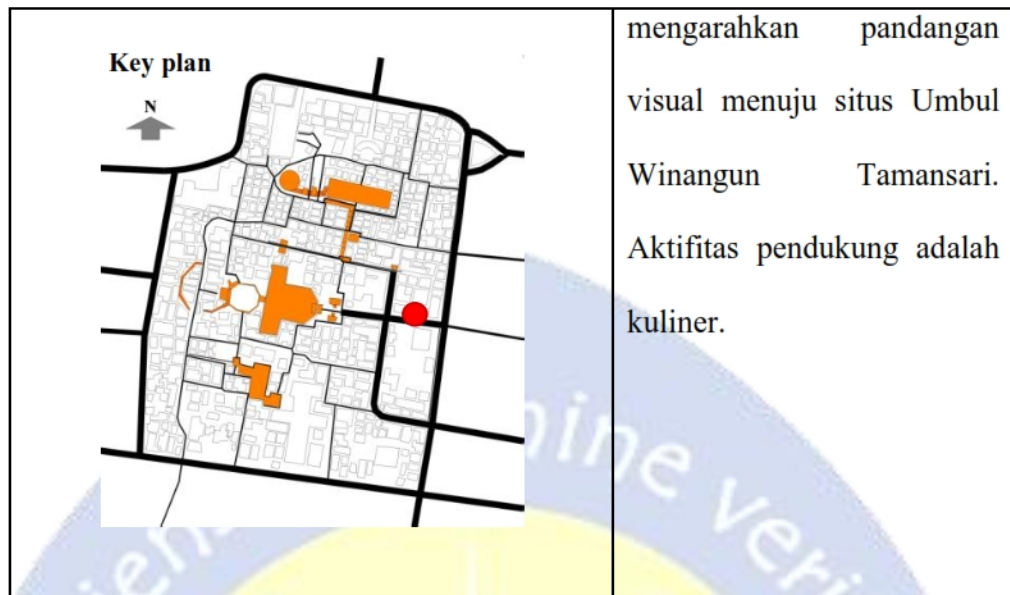 Key plan
N
mengarahkan pandangan
visual menuju situs Umbul
Winangun Tamansari.
Aktifitas pendukung adalah
kuliner.